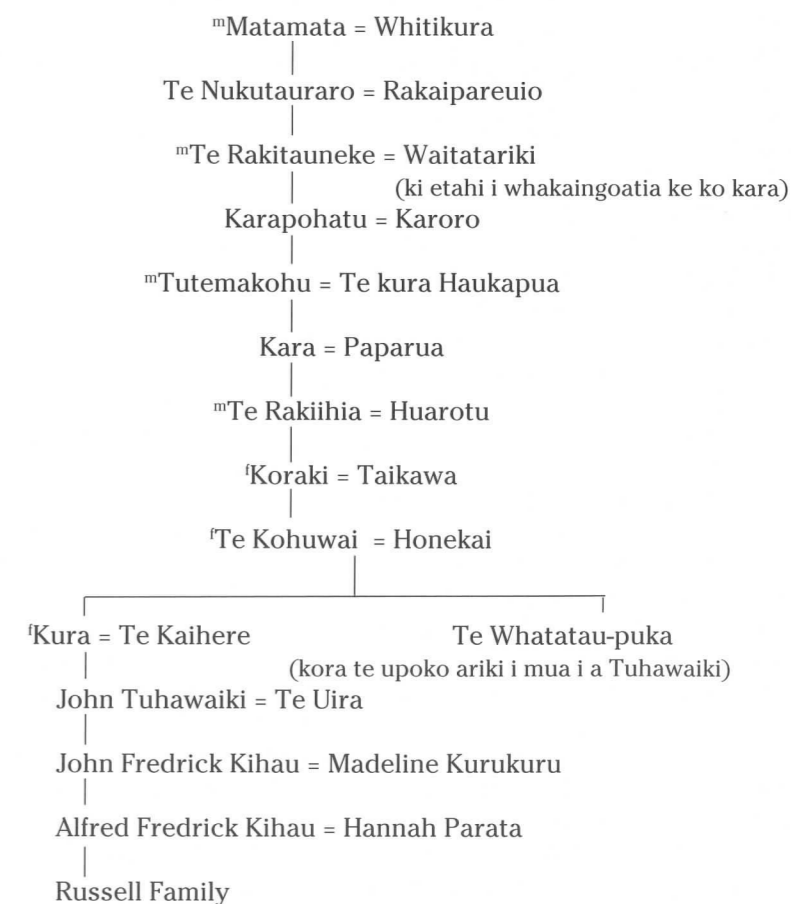 ᵐMatamata = Whitikura
Te Nukutauraro = Rakaipareuio
ᵐTe Rakitauneke = Waitatariki
(ki etahi i whakaingoatia ke ko kara)
Karapohatu = Karoro
ᵐTutemakohu = Te kura Haukapua
Kara = Paparua
ᵐTe Rakiihia = Huarotu
ᶠKoraki = Taikawa
ᶠTe Kohuwai = Honekai
ᶠKura = Te Kaihere Te Whatatau-puka
(kora te upoko ariki i mua i a Tuhawaiki)
John Tuhawaiki = Te Uira
John Fredrick Kihau = Madeline Kurukuru
Alfred Fredrick Kihau = Hannah Parata
Russell Family